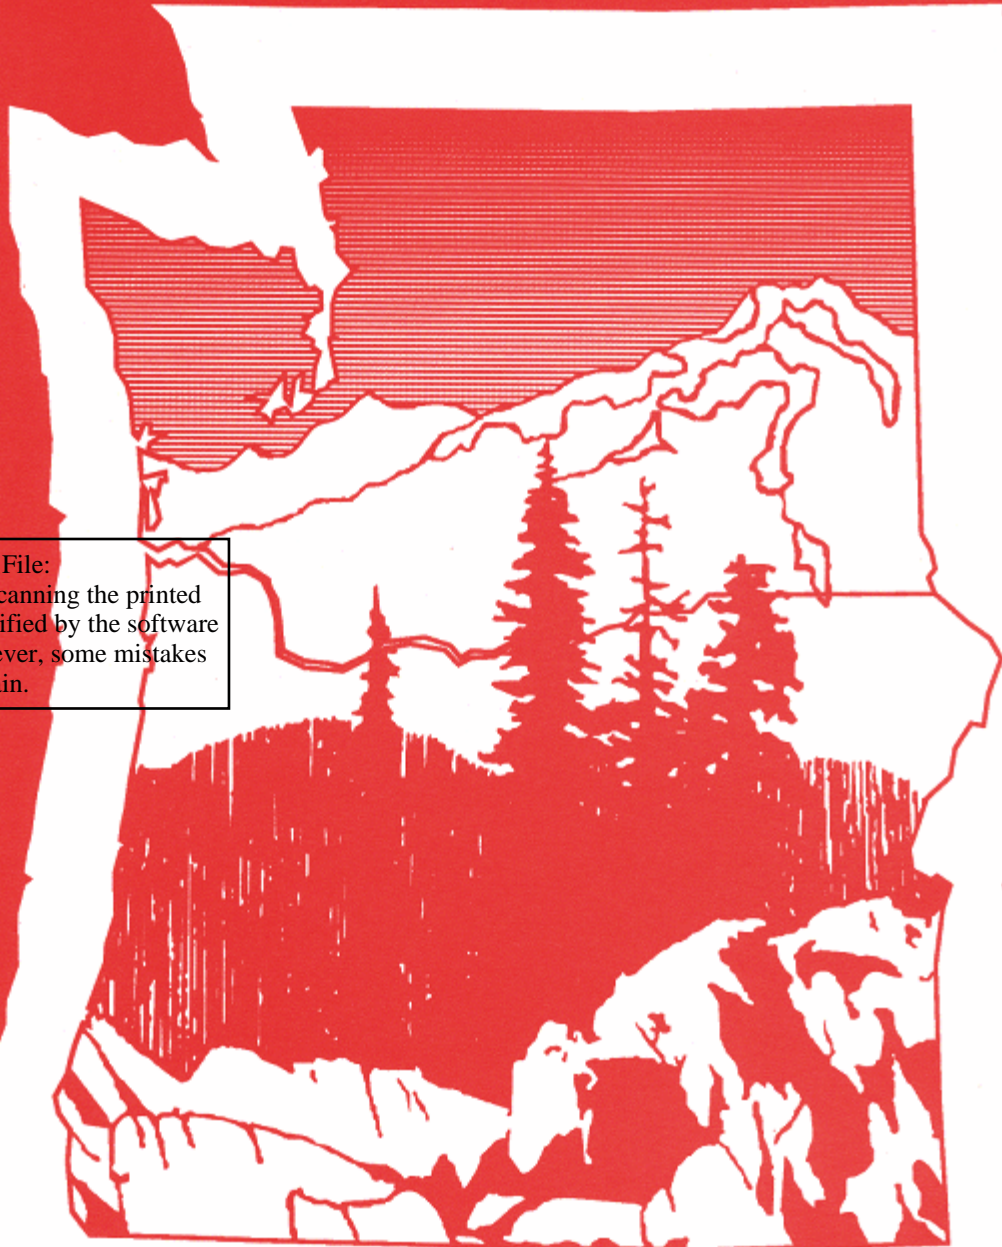 File:
canning the printed
ified by the software
ever, some mistakes
in.